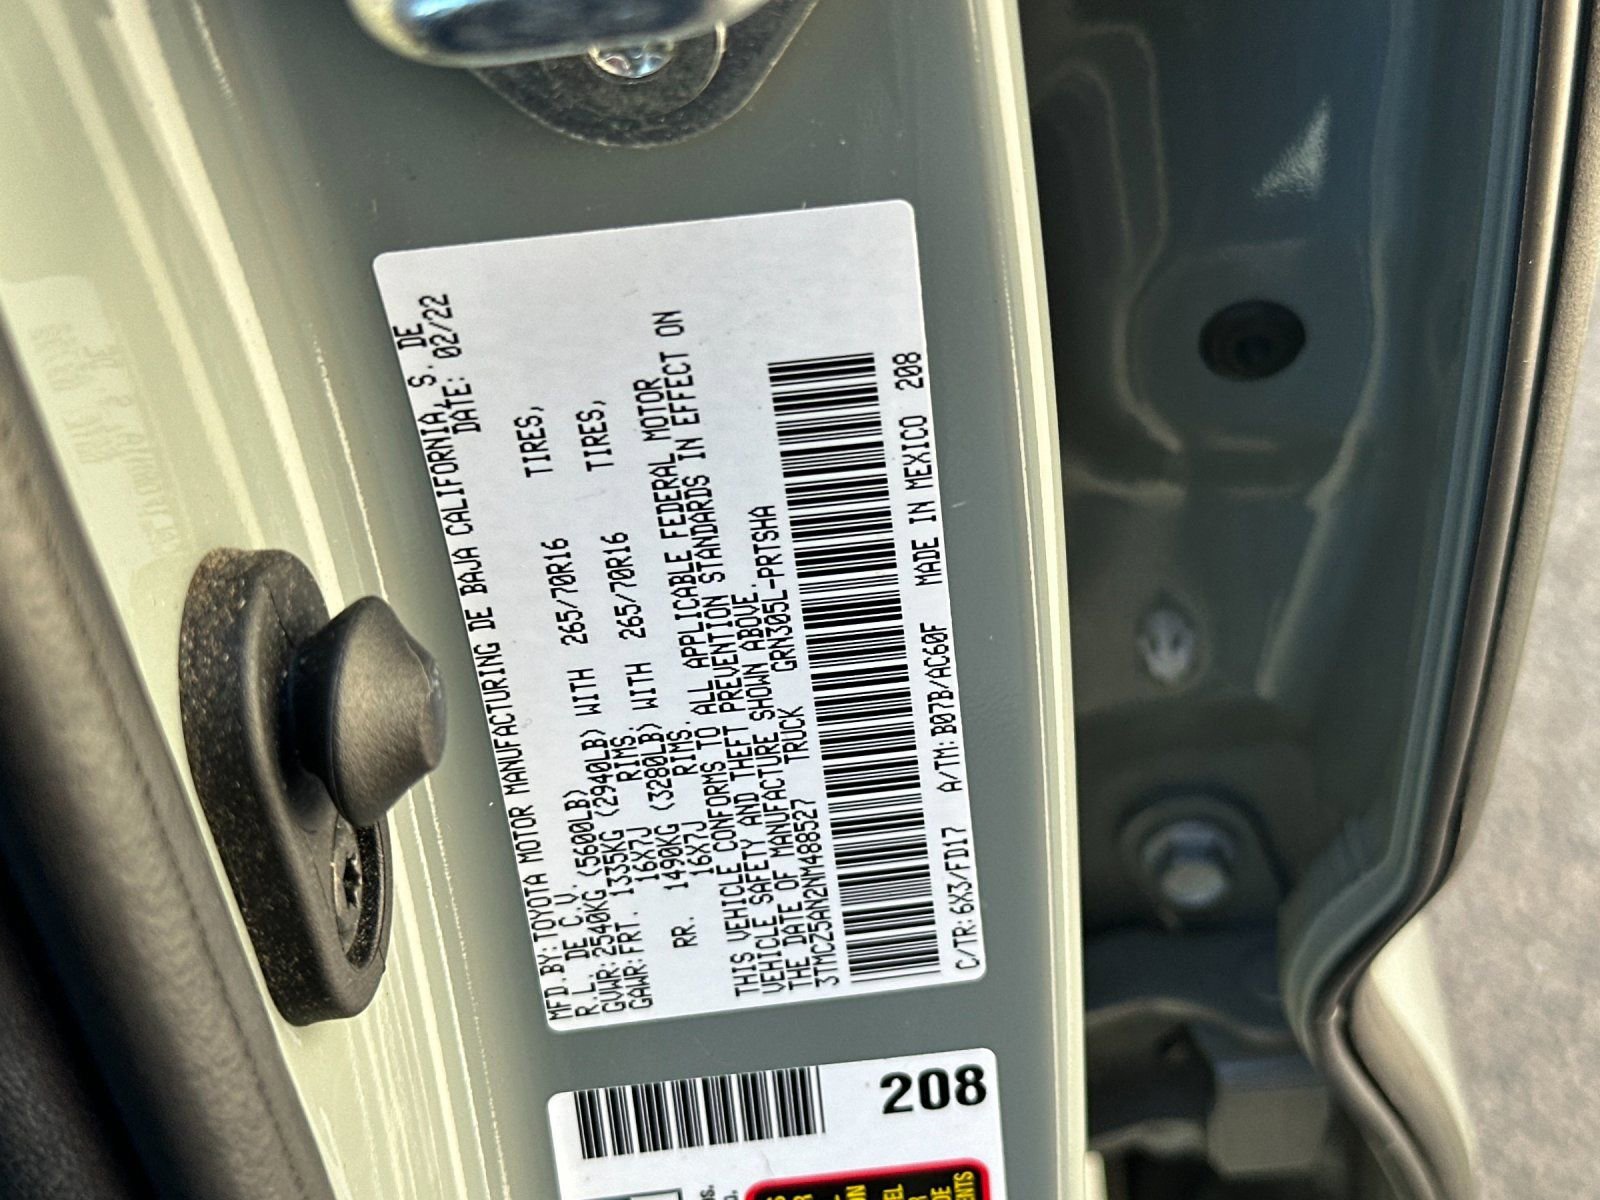 MFD.BY:TOYOTA MOTOR MANUFACTURING DE BAJA CALIFORNIA, S. DE
R.L. DE C.V. DATE: 02/22
GVWR:2540KG (5600LB)
GAWR:FRT. 1335KG (2940LB) WITH 265/70R16 TIRES,
16X7J RIMS.
RR. 1490KG (3280LB) WITH 265/70R16 TIRES,
16X7J RIMS.
THIS VEHICLE CONFORMS TO ALL APPLICABLE FEDERAL MOTOR
VEHICLE SAFETY AND THEFT PREVENTION STANDARDS IN EFFECT ON
THE DATE OF MANUFACTURE SHOWN ABOVE.
3TMCZ5AN2NM488527 TRUCK GRN305L-PRTSHA
C/TR:6X3/FD17 A/TM:B07B/AC60F MADE IN MEXICO 208
208